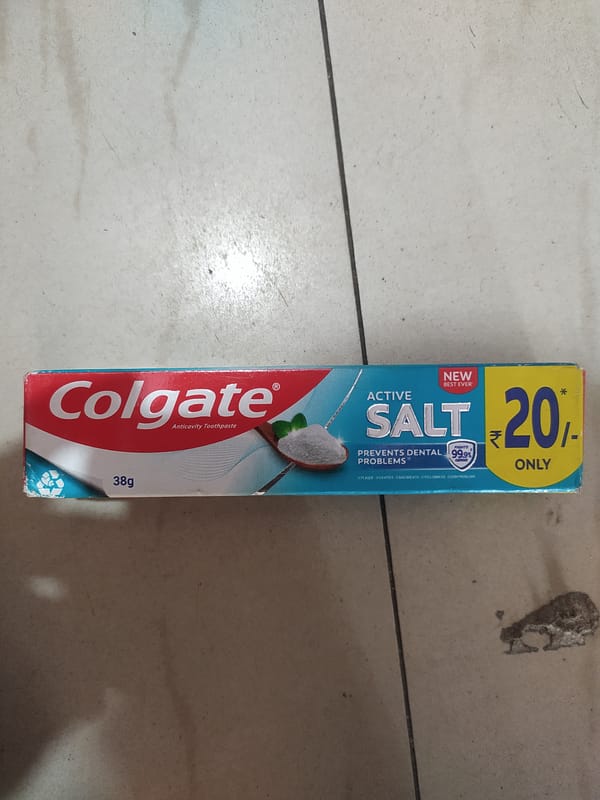 Colgate®
Anticavity Toothpaste
38g
NEW
BEST EVER
ACTIVE
SALT
PREVENTS DENTAL
PROBLEMS
99.9%
₹20*/-
ONLY